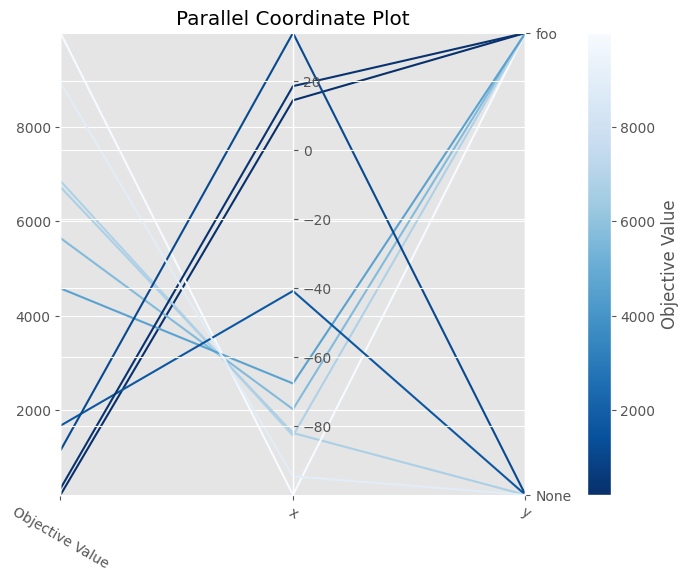 Parallel Coordinate Plot
foo
20
8000
8000
0
6000
6000
−20
Objective Value
−40
4000
4000
−60
2000
2000
−80
None
Objective Value
x
y